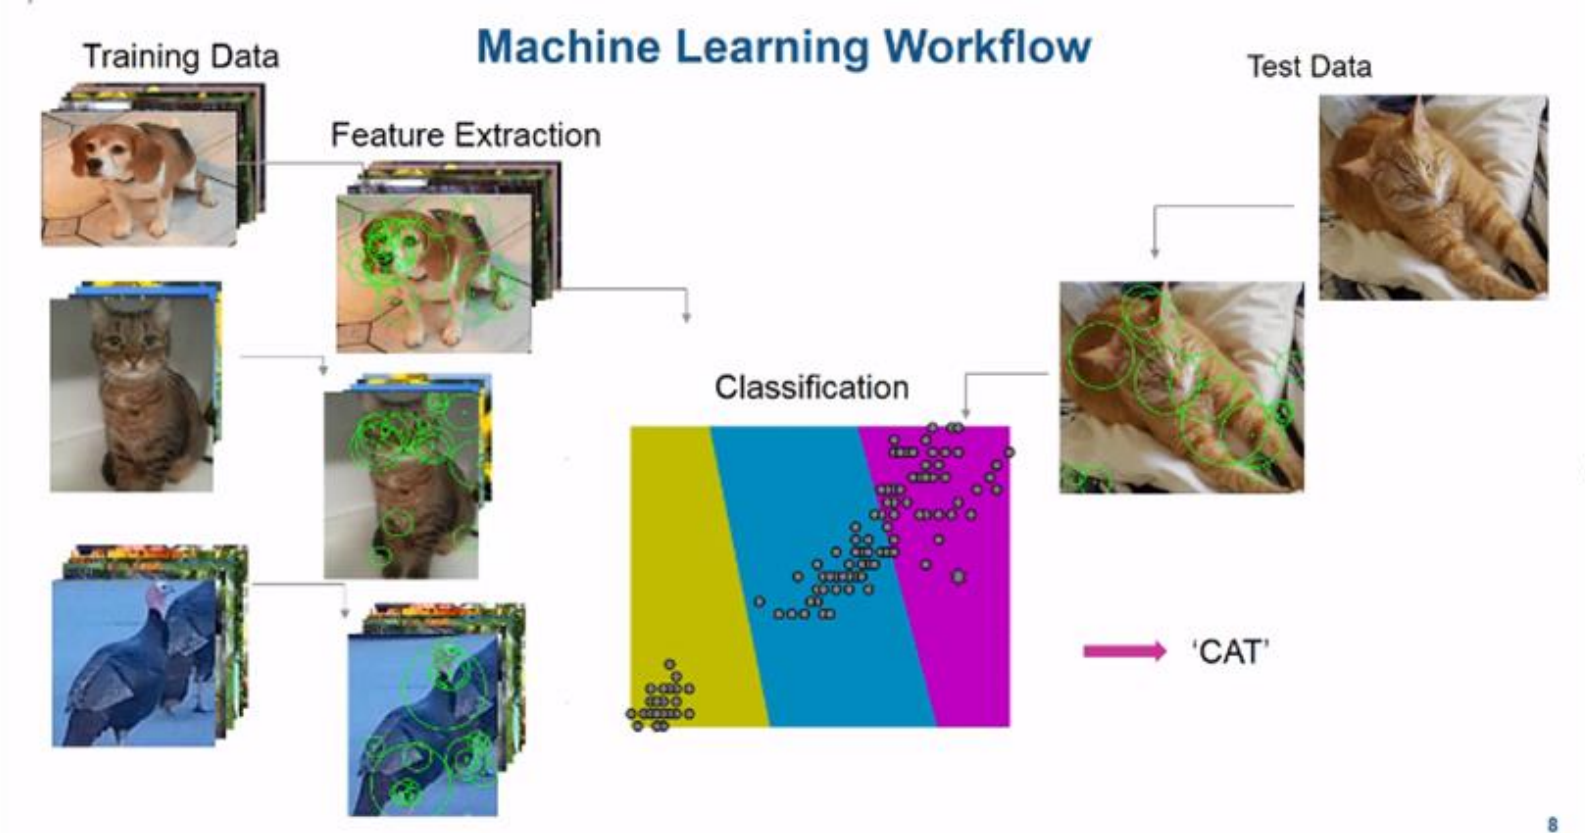 Machine Learning Workflow
Training Data
Test Data
Feature Extraction
Classification
‘CAT’
8